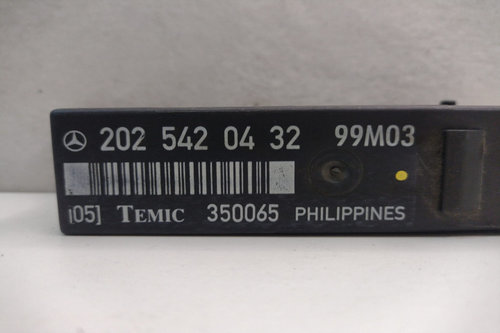 202 542 04 32 99M03
[05] TEMIC 350065 PHILIPPINES